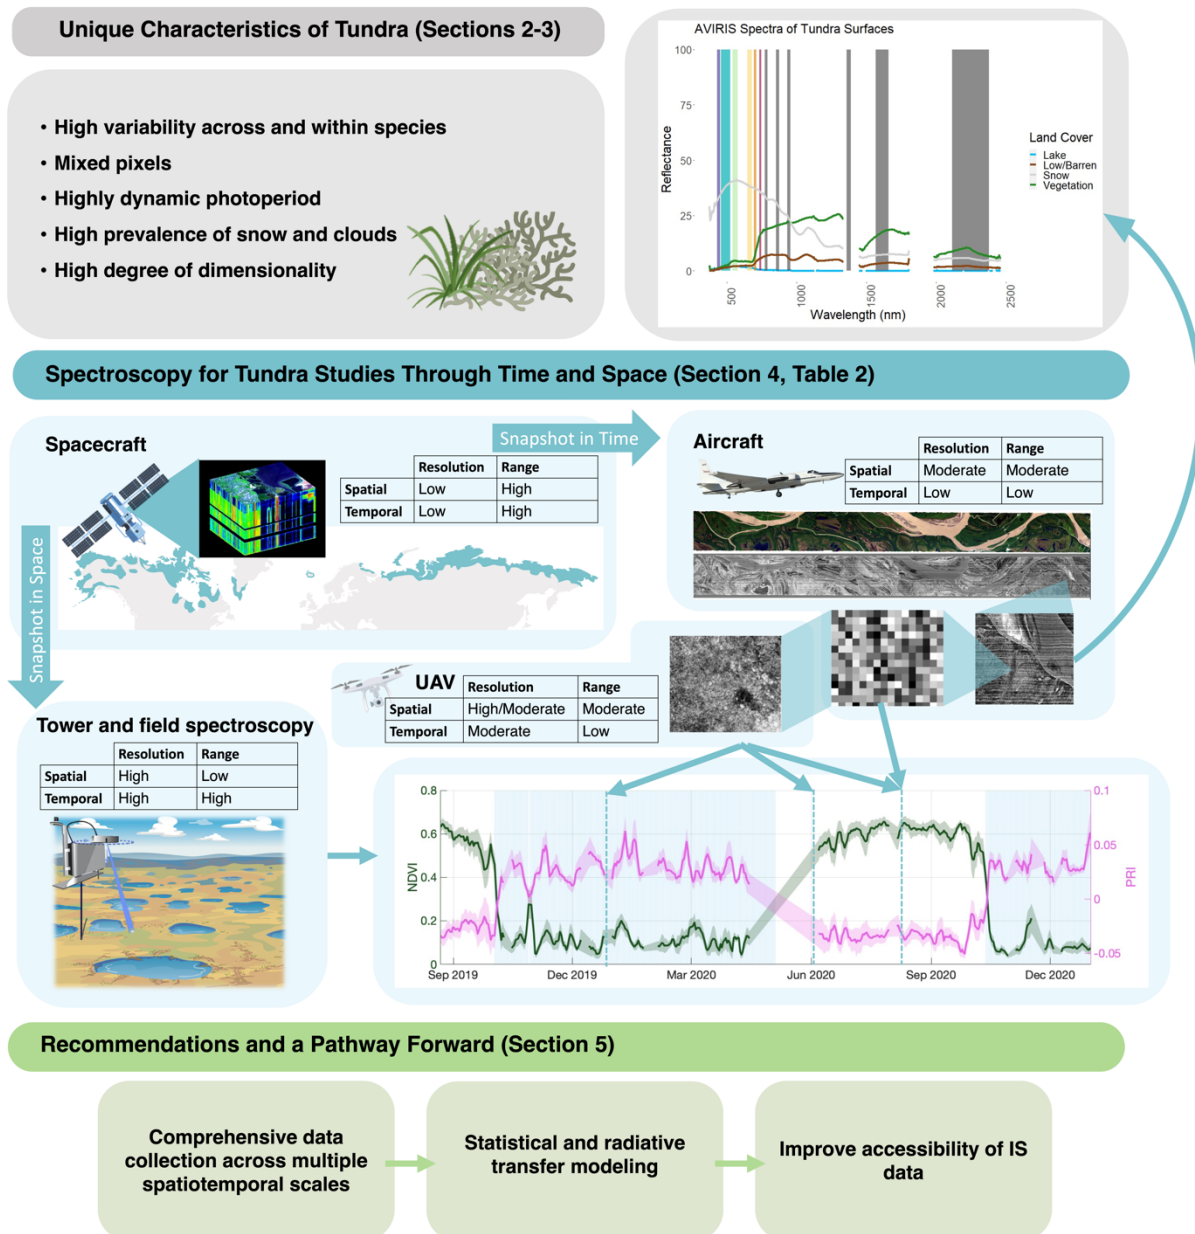 Unique Characteristics of Tundra (Sections 2-3)
• High variability across and within species
• Mixed pixels
• Highly dynamic photoperiod
• High prevalence of snow and clouds
• High degree of dimensionality
AVIRIS Spectra of Tundra Surfaces
100
75
50
25
0
Reflectance
500
1000
1500
2000
2500
Wavelength (nm)
Land Cover
Lake
Low/Barren
Snow
Vegetation
Spectroscopy for Tundra Studies Through Time and Space (Section 4, Table 2)
Spacecraft
Snapshot in Time
Resolution Range
Spatial Low High
Temporal Low High
Aircraft
Resolution Range
Spatial Moderate Moderate
Temporal Low Low
Snapshot in Space
UAV
Resolution Range
Spatial High/Moderate Moderate
Temporal Moderate Low
Tower and field spectroscopy
Resolution Range
Spatial High Low
Temporal High High
0.8
0.6
0.4
0.2
0
NDVI
0.1
0.05
0
-0.05
PRI
Sep 2019
Dec 2019
Mar 2020
Jun 2020
Sep 2020
Dec 2020
Recommendations and a Pathway Forward (Section 5)
Comprehensive data
collection across multiple
spatiotemporal scales
Statistical and radiative
transfer modeling
Improve accessibility of IS
data